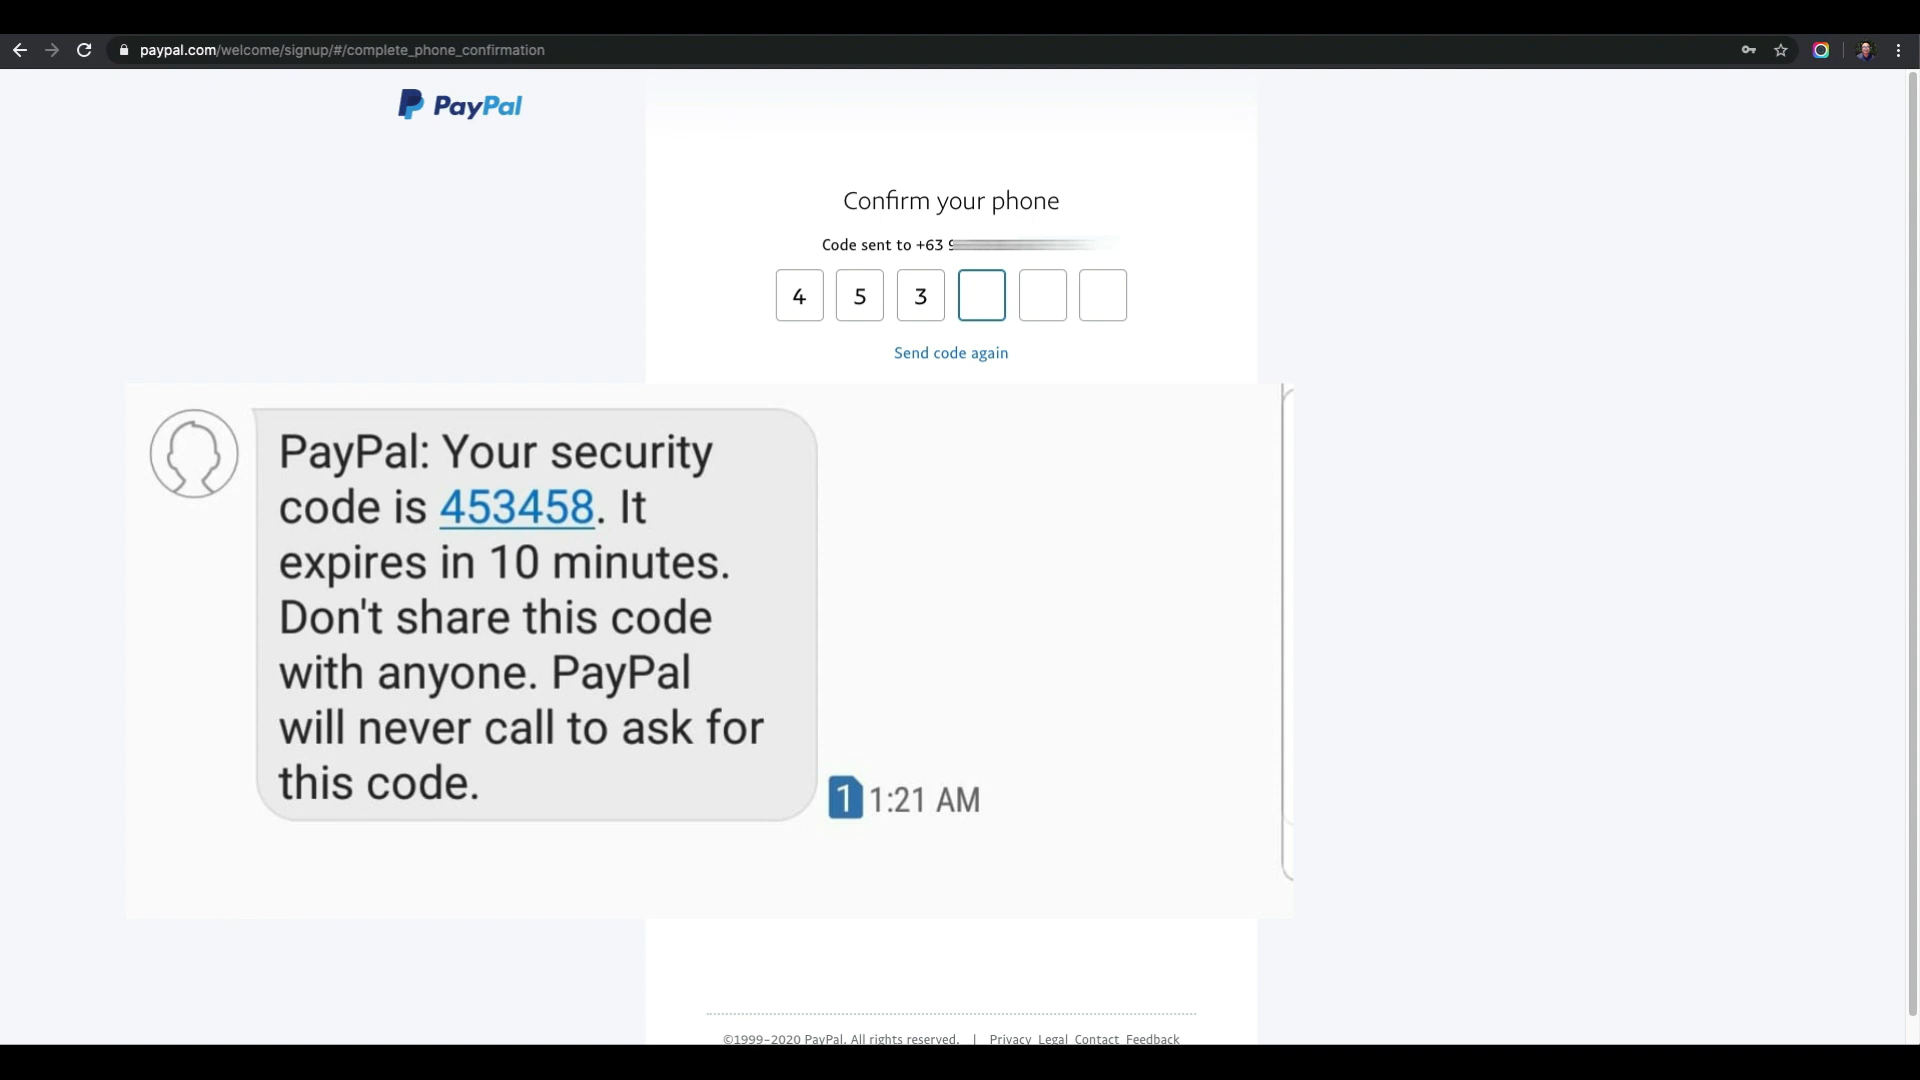 paypal.com/welcome/signup/#/complete_phone_confirmation
PayPal
Confirm your phone
Code sent to +63 9
4 5 3
Send code again
PayPal: Your security
code is 453458. It
expires in 10 minutes.
Don't share this code
with anyone. PayPal
will never call to ask for
this code.
1 1:21 AM
©1999-2020 PayPal. All rights reserved. | Privacy Legal Contact Feedback